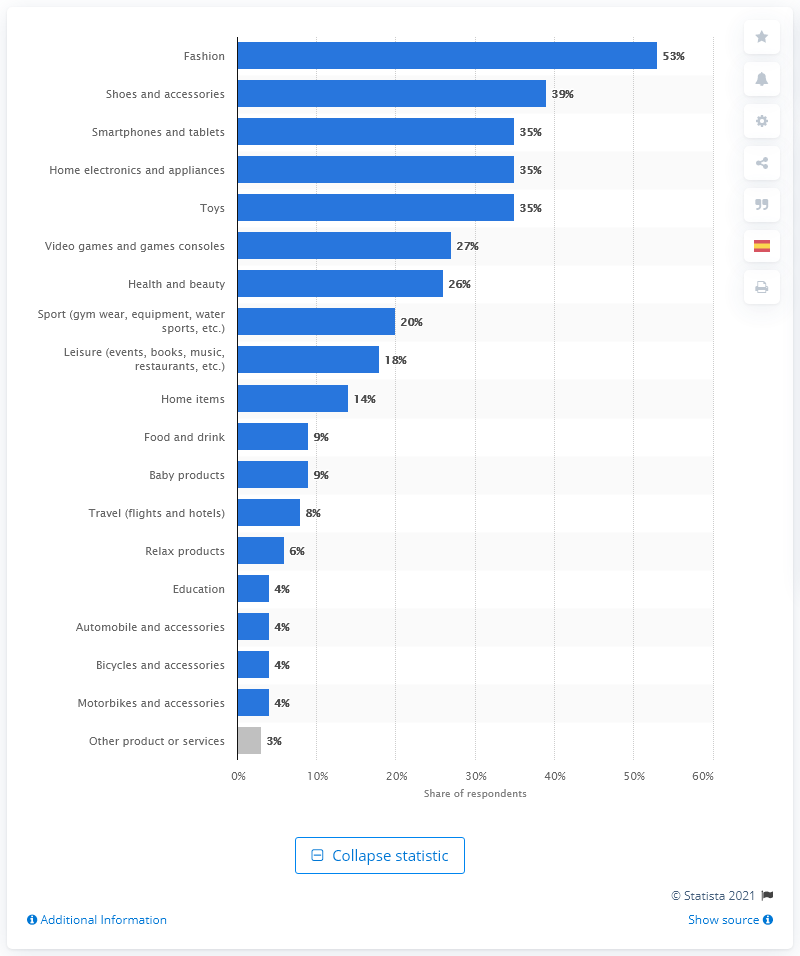 Fashion 53%
Shoes and accessories 39%
Smartphones and tablets 35%
Home electronics and appliances 35%
Toys 35%
Video games and games consoles 27%
Health and beauty 26%
Sport (gym wear, equipment, water
sports, etc.) 20%
Leisure (events, books, music,
restaurants, etc.) 18%
Home items 14%
Food and drink 9%
Baby products 9%
Travel (flights and hotels) 8%
Relax products 6%
Education 4%
Automobile and accessories 4%
Bicycles and accessories 4%
Motorbikes and accessories 4%
Other product or services 3%
0% 10% 20% 30% 40% 50% 60%
Share of respondents
Collapse statistic
© Statista 2021
Additional Information Show source